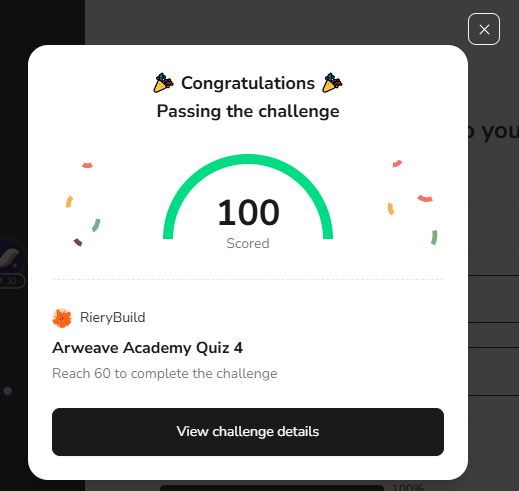 Congratulations
Passing the challenge
100
Scored
RieryBuild
Arweave Academy Quiz 4
Reach 60 to complete the challenge
View challenge details
100%